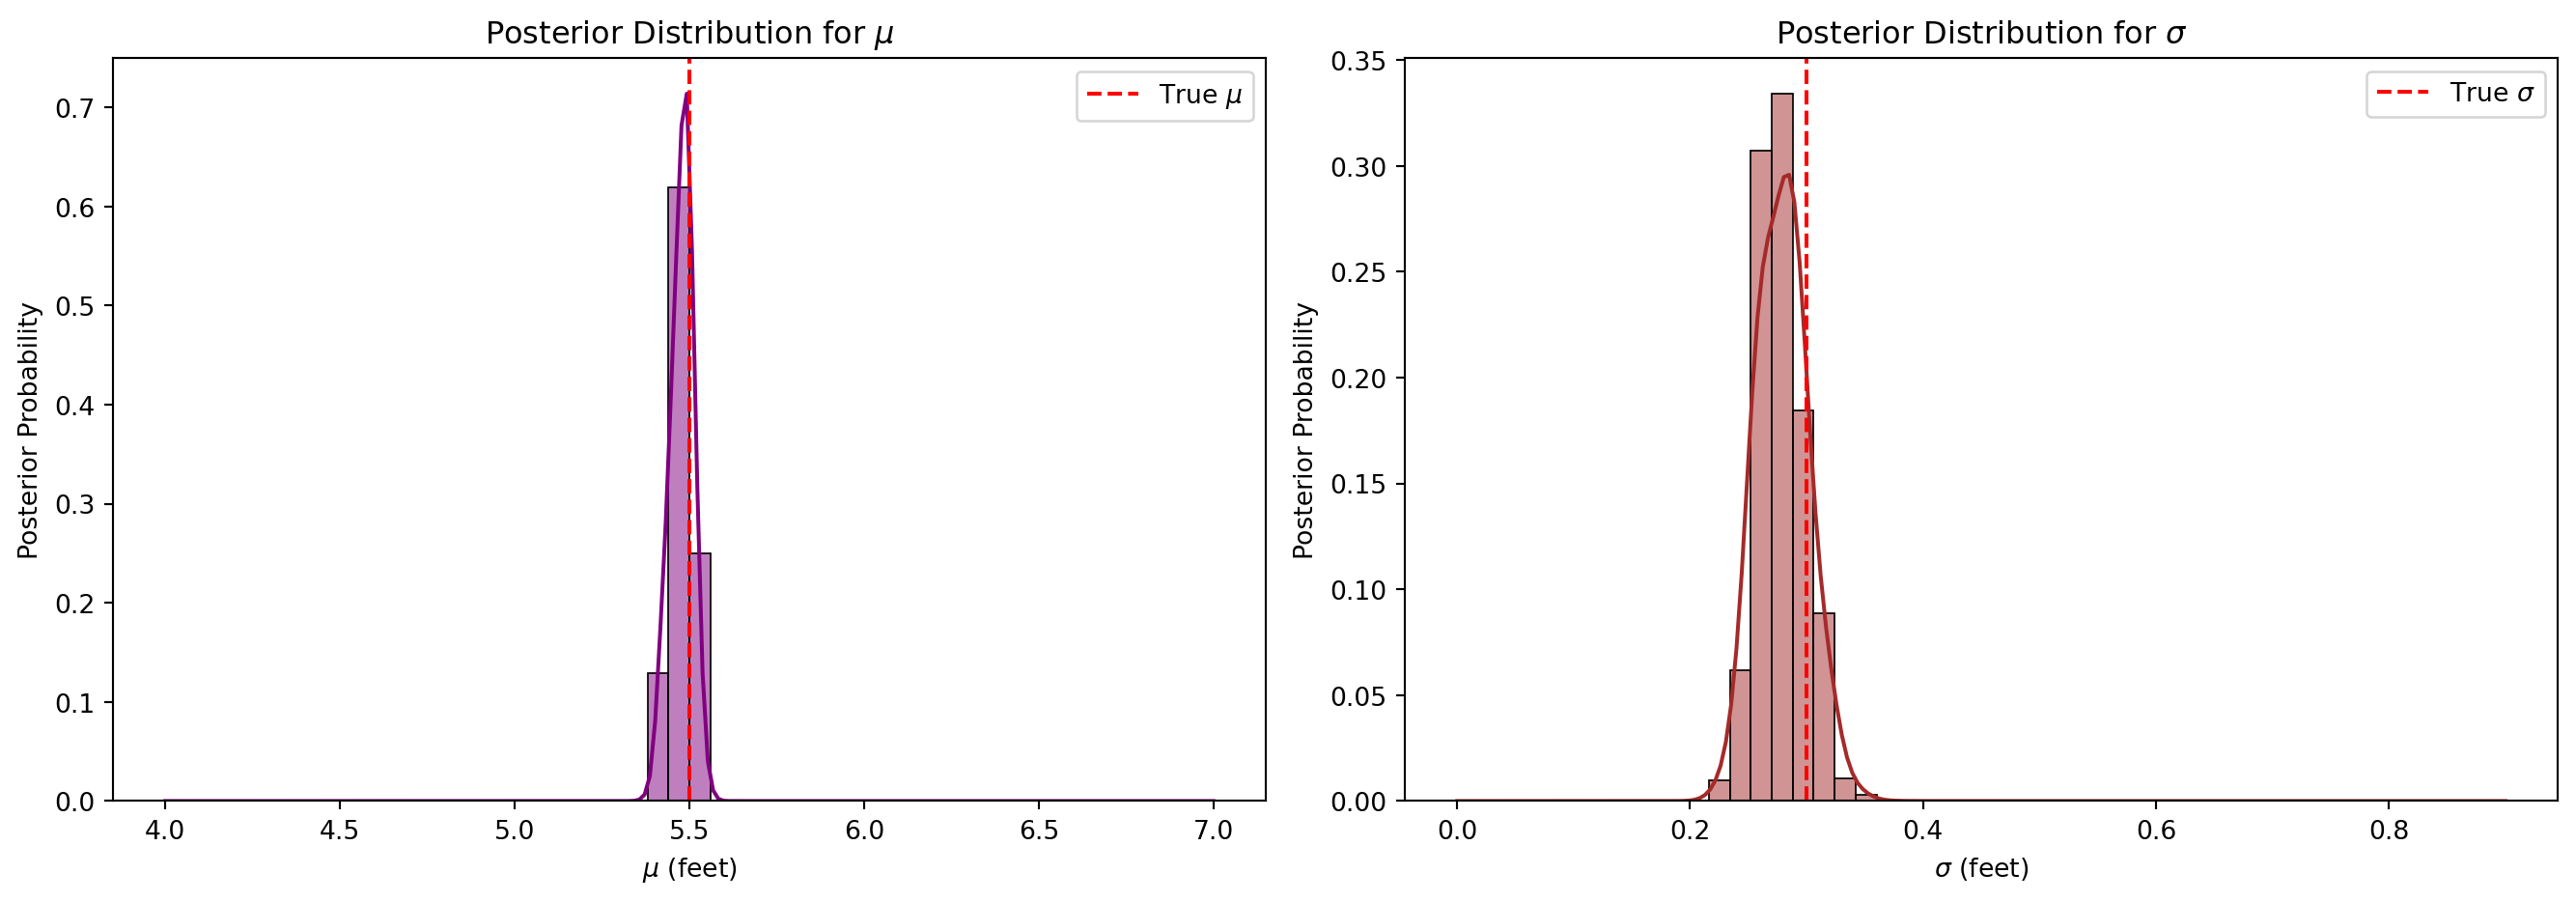 Posterior Distribution for μ
True μ
Posterior Probability
0.7
0.6
0.5
0.4
0.3
0.2
0.1
0.0
4.0 4.5 5.0 5.5 6.0 6.5 7.0
μ (feet)
Posterior Distribution for σ
True σ
Posterior Probability
0.35
0.30
0.25
0.20
0.15
0.10
0.05
0.00
0.0 0.2 0.4 0.6 0.8
σ (feet)